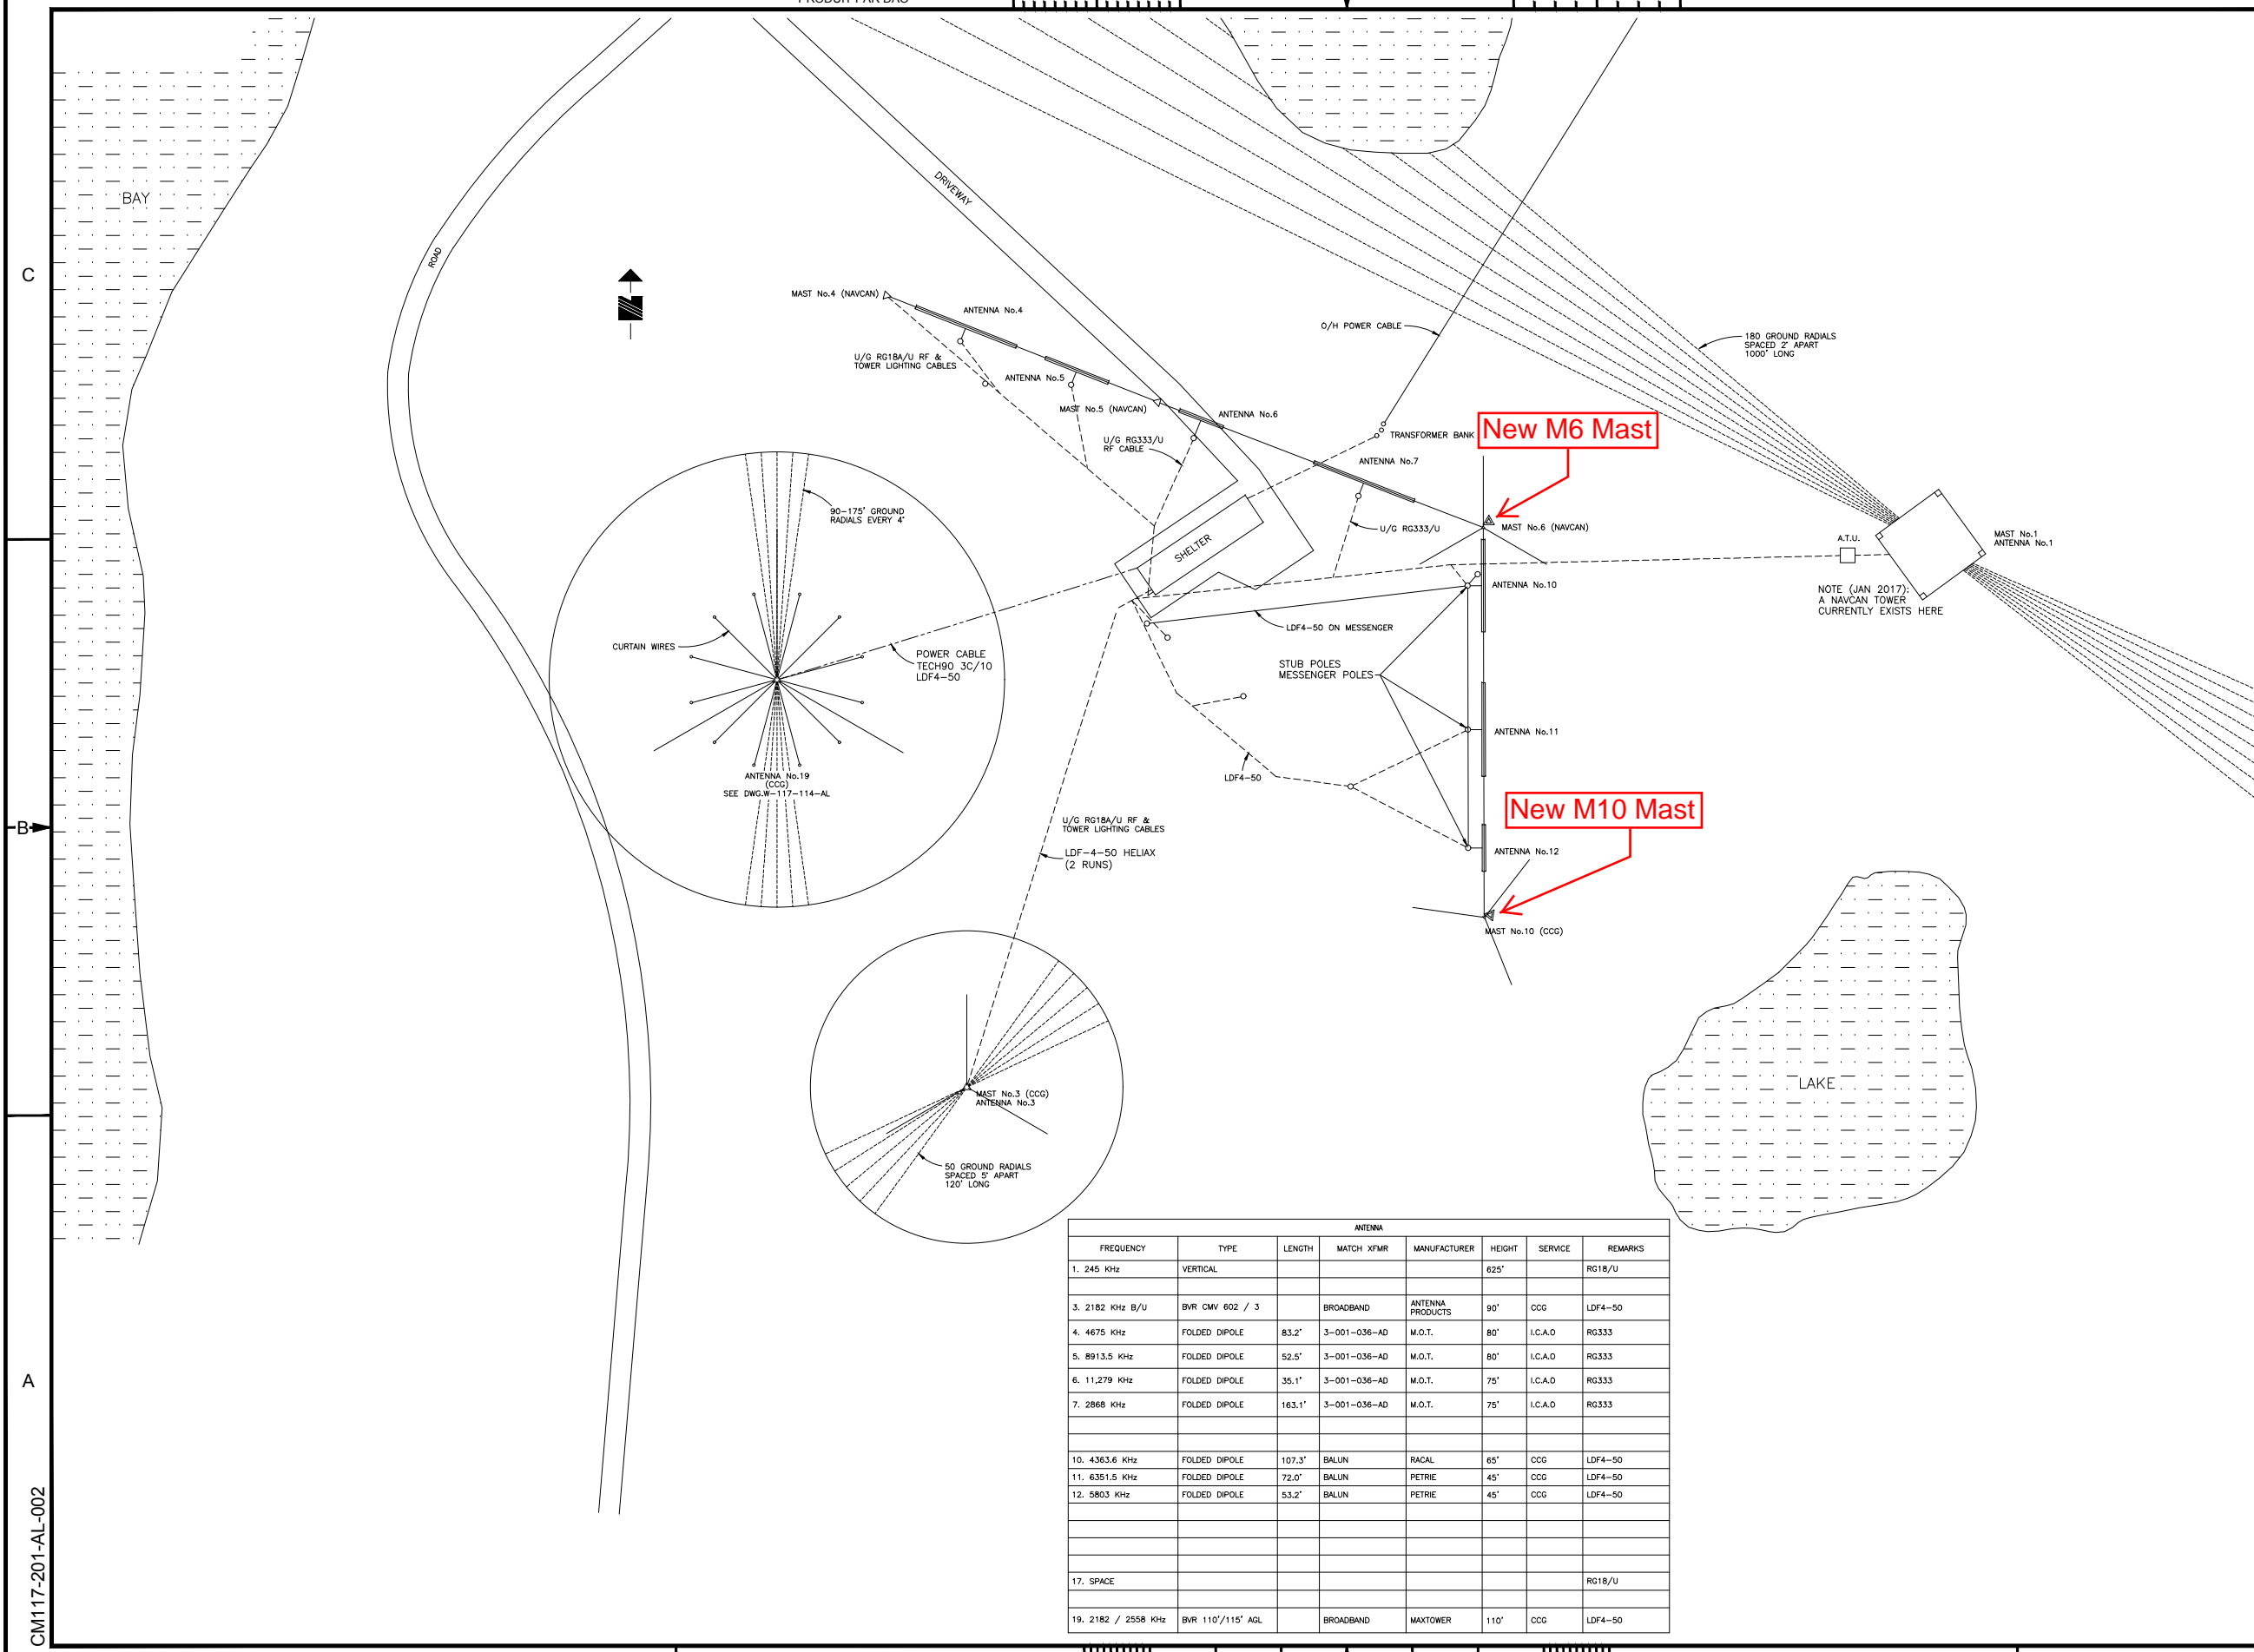 C
B
A
CM117-201-AL-002
BAY
ROAD
DRIVEWAY
MAST No.4 (NAVCAN)
ANTENNA No.4
U/G RG18A/U RF &
TOWER LIGHTING CABLES
ANTENNA No.5
MAST No.5 (NAVCAN)
ANTENNA No.6
U/G RG333/U
RF CABLE
O/H POWER CABLE
TRANSFORMER BANK
New M6 Mast
ANTENNA No.7
180 GROUND RADIALS
SPACED 2' APART
1000' LONG
90-175' GROUND
RADIALS EVERY 4'
U/G RG333/U
MAST No.6 (NAVCAN)
SHELTER
A.T.U.
MAST No.1
ANTENNA No.1
NOTE (JAN 2017):
A NAVCAN TOWER
CURRENTLY EXISTS HERE
ANTENNA No.10
LDF4-50 ON MESSENGER
CURTAIN WIRES
POWER CABLE
TECH90 3C/10
LDF4-50
STUB POLES
MESSENGER POLES
ANTENNA No.11
LDF4-50
ANTENNA No.19
(CCG)
SEE DWG.W-117-114-AL
New M10 Mast
U/G RG18A/U RF &
TOWER LIGHTING CABLES
LDF-4-50 HELIAX
(2 RUNS)
ANTENNA No.12
MAST No.10 (CCG)
LAKE
MAST No.3 (CCG)
ANTENNA No.3
50 GROUND RADIALS
SPACED 5' APART
120' LONG
ANTENNA
FREQUENCY TYPE LENGTH MATCH XFMR MANUFACTURER HEIGHT SERVICE REMARKS
1. 245 KHz VERTICAL 625' RG18/U
3. 2182 KHz B/U BVR CMV 602 / 3 BROADBAND ANTENNA PRODUCTS 90' CCG LDF4-50
4. 4675 KHz FOLDED DIPOLE 83.2' 3-001-036-AD M.O.T. 80' I.C.A.O RG333
5. 8913.5 KHz FOLDED DIPOLE 52.5' 3-001-036-AD M.O.T. 80' I.C.A.O RG333
6. 11,279 KHz FOLDED DIPOLE 35.1' 3-001-036-AD M.O.T. 75' I.C.A.O RG333
7. 2868 KHz FOLDED DIPOLE 163.1' 3-001-036-AD M.O.T. 75' I.C.A.O RG333
10. 4363.6 KHz FOLDED DIPOLE 107.3' BALUN RACAL 65' CCG LDF4-50
11. 6351.5 KHz FOLDED DIPOLE 72.0' BALUN PETRIE 45' CCG LDF4-50
12. 5803 KHz FOLDED DIPOLE 53.2' BALUN PETRIE 45' CCG LDF4-50
17. SPACE RG18/U
19. 2182 / 2558 KHz BVR 110'/115' AGL BROADBAND MAXTOWER 110' CCG LDF4-50